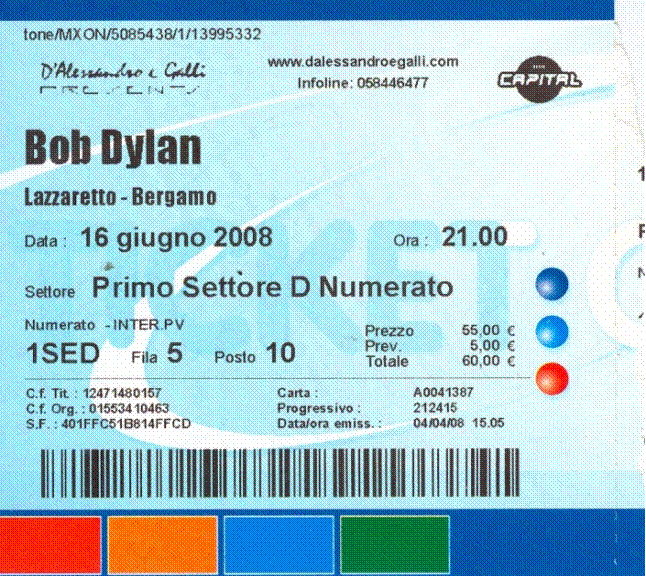 tone/MXON/5085438/1/13995332
D'Alessandro e Galli
PRESENTS
www.dalessandroegalli.com
Infoline: 058446477
CAPITAL
Bob Dylan
Lazzaretto - Bergamo
Data : 16 giugno 2008 Ora : 21.00
Settore Primo Settore D Numerato
Numerato - INTER.PV
1SED Fila 5 Posto 10
Prezzo 55,00 €
Prev. 5,00 €
Totale 60,00 €
C.f. Tit. : 12471480157 Carta : A0041387
C.f. Org. : 01553410463 Progressivo : 212415
S.F. : 401FFC51B814FFCD Data/ora emiss. : 04/04/08 15.05
TICKET